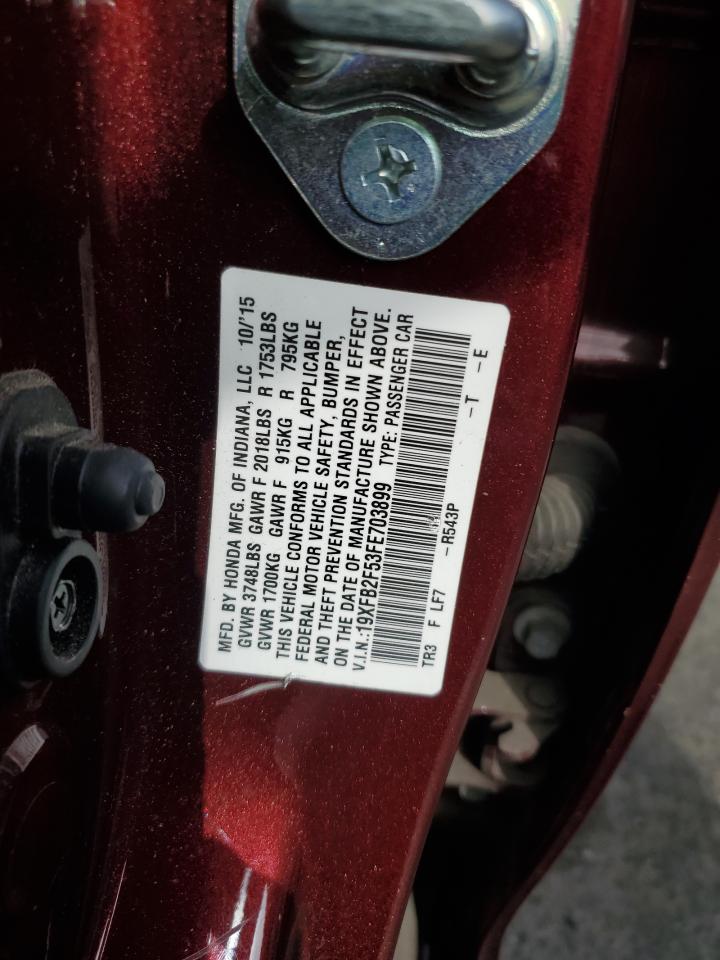 MFD. BY HONDA MFG. OF INDIANA, LLC 10/'15
GVWR 3748LBS GAWR F 2018LBS R 1753LBS
GVWR 1700KG GAWR F 915KG R 795KG
THIS VEHICLE CONFORMS TO ALL APPLICABLE
FEDERAL MOTOR VEHICLE SAFETY, BUMPER,
AND THEFT PREVENTION STANDARDS IN EFFECT
ON THE DATE OF MANUFACTURE SHOWN ABOVE.
V.I.N.:19XFB2F53FE703899 TYPE: PASSENGER CAR
TR3 F LF7 -R543P -T -E